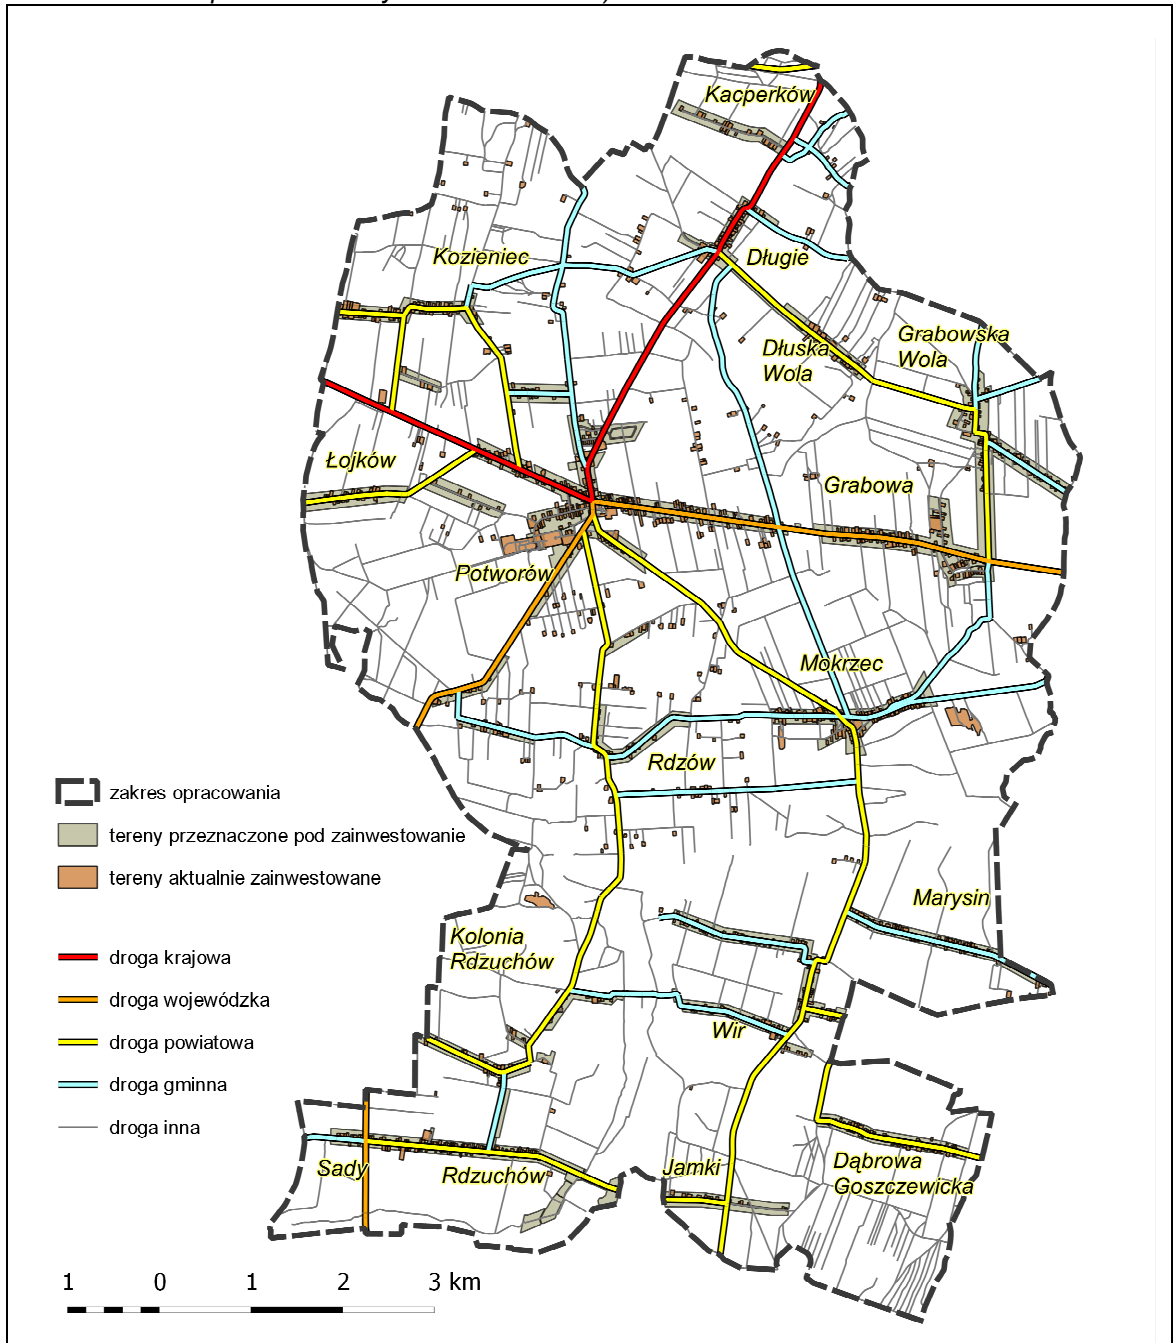 Kacperków
Kozieniec
Długie
Grabowska
Wola
Dłuska
Wola
Łojków
Grabowa
Potworów
Mokrzec
Rdzów
zakres opracowania
tereny przeznaczone pod zainwestowanie
tereny aktualnie zainwestowane
Marysin
Kolonia
Rdzuchów
droga krajowa
droga wojewódzka
Wir
droga powiatowa
droga gminna
droga inna
Sady
Rdzuchów
Jamki
Dąbrowa
Goszczewicka
1 0 1 2 3 km